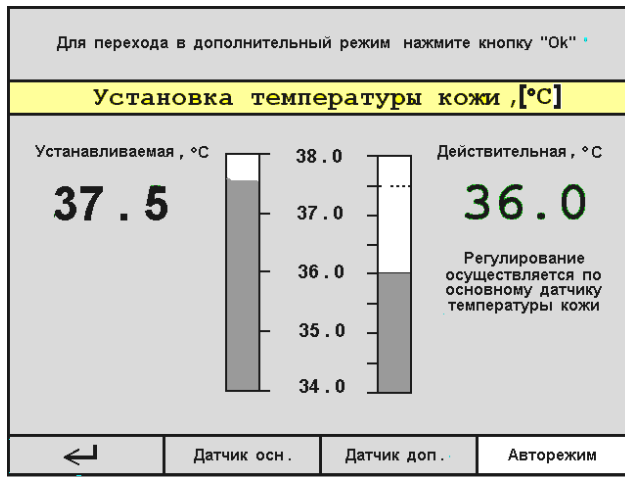 Для перехода в дополнительный режим нажмите кнопку "Ok"
Установка температуры кожи ,[°C]
Устанавливаемая , °C
37.5
38.0
37.0
36.0
35.0
34.0
Действительная , °C
36.0
Регулирование
осуществляется по
основному датчику
температуры кожи
Датчик осн.
Датчик доп.
Авторежим